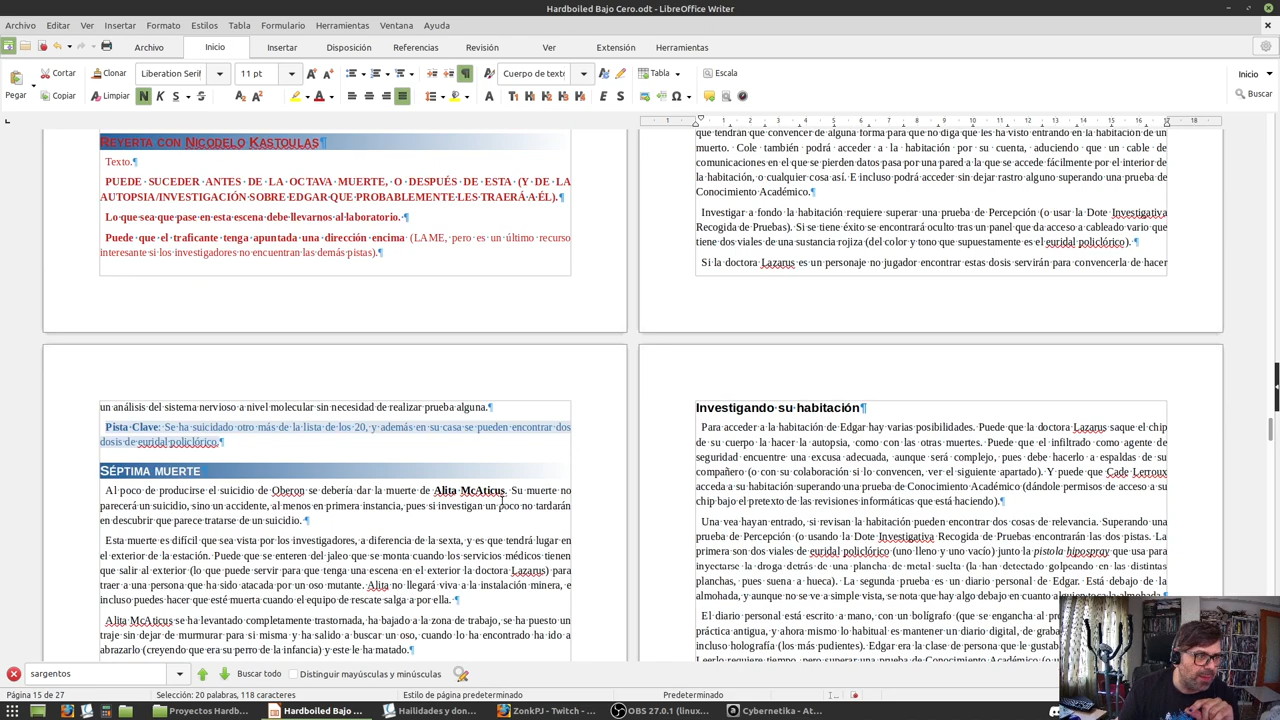 Hardboiled Bajo Cero.odt - LibreOffice Writer
Archivo Editar Ver Insertar Formato Estilos Tabla Formulario Herramientas Ventana Ayuda
Archivo Inicio Insertar Disposición Referencias Revisión Ver Extensión Herramientas
Pegar Cortar Copiar Clonar Limpiar Liberation Serif 11 pt Cuerpo de texto Tabla Escala Inicio Buscar
Reyerta con Nicodelo Kastoulas¶
Texto.¶
PUEDE SUCEDER ANTES DE LA OCTAVA MUERTE, O DESPUÉS DE ESTA (Y DE LA
AUTOPSIA/INVESTIGACIÓN SOBRE EDGAR QUE PROBABLEMENTE LES TRAERÁ A ÉL).¶
Lo que sea que pase en esta escena debe llevarnos al laboratorio. ¶
Puede que el traficante tenga apuntada una dirección encima (LAME, pero es un último recurso
interesante si los investigadores no encuentran las demás pistas).¶
que tendrán que convencer de alguna forma para que no diga que les ha visto entrando en la habitación de un
muerto. Cole también podrá acceder a la habitación por su cuenta, aduciendo que un cable de
comunicaciones en el que se pierden datos pasa por una pared a la que se accede fácilmente por el interior de
la habitación, o cualquier cosa así. E incluso podrá acceder sin dejar rastro alguno superando una prueba de
Conocimiento Académico.¶
Investigar a fondo la habitación requiere superar una prueba de Percepción (o usar la Dote Investigativa
Recogida de Pruebas). Si se tiene éxito se encontrará oculto tras un panel que da acceso a cableado vario que
tiene dos viales de una sustancia rojiza (del color y tono que supuestamente es el euridal policlórico). ¶
Si la doctora Lazarus es un personaje no jugador encontrar estas dosis servirán para convencerla de hacer
un análisis del sistema nervioso a nivel molecular sin necesidad de realizar prueba alguna.¶
Pista Clave: Se ha suicidado otro más de la lista de los 20, y además en su casa se pueden encontrar dos
dosis de euridal policlórico.¶
Séptima muerte
Al poco de producirse el suicidio de Oberon se debería dar la muerte de Alita McAticus. Su muerte no
parecerá un suicidio, sino un accidente, al menos en primera instancia, pues si investigan un poco no tardarán
en descubrir que parece tratarse de un suicidio. ¶
Esta muerte es difícil que sea vista por los investigadores, a diferencia de la sexta, y es que tendrá lugar en
el exterior de la estación. Puede que se enteren del jaleo que se monta cuando los servicios médicos tienen
que salir al exterior (lo que puede servir para que tenga una escena en el exterior la doctora Lazarus) para
traer a una persona que ha sido atacada por un oso mutante. Alita no llegará viva a la instalación minera, e
incluso puedes hacer que esté muerta cuando el equipo de rescate salga a por ella. ¶
Alita McAticus se ha levantado completamente trastornada, ha bajado a la zona de trabajo, se ha puesto un
traje sin dejar de murmurar para si misma y ha salido a buscar un oso, cuando lo ha encontrado ha ido a
abrazarlo (creyendo que era su perro de la infancia) y este le ha matado.¶
Investigando su habitación¶
Para acceder a la habitación de Edgar hay varias posibilidades. Puede que la doctora Lazarus saque el chip
de su cuerpo la hacer la autopsia, como con las otras muertes. Puede que el infiltrado como agente de
seguridad encuentre una excusa adecuada, aunque será complejo, pues debe hacerlo a espaldas de su
compañero (o con su colaboración si lo convencen, ver el siguiente apartado). Y puede que Cade Lerroux
acceda a su habitación superando una prueba de Conocimiento Académico (dándole permisos de acceso a su
chip bajo el pretexto de las revisiones informáticas que está haciendo).¶
Una vea hayan entrado, si revisan la habitación pueden encontrar dos cosas de relevancia. Superando una
prueba de Percepción (o usando la Dote Investigativa Recogida de Pruebas encontrarán las dos pistas. La
primera son dos viales de euridal policlórico (uno lleno y uno vacío) junto la pistola hipospray que usa para
inyectarse la droga detrás de una plancha de metal suelta (la han detectado golpeando en las distintas
planchas, pues suena a hueca). La segunda prueba es un diario personal de Edgar. Está debajo de la
almohada, y aunque no se ve a simple vista, se nota que hay algo debajo en cuanto alguien toca la almohada.¶
El diario personal está escrito a mano, con un bolígrafo (que se engancha al
práctica antigua, y ahora mismo lo habitual es mantener un diario digital, de
incluso holografía (los más pudientes). Edgar era la clase de persona que le
Leerlo requiere tiempo, pero superar una prueba de Conocimiento Académico
sargentos Buscar todo Distinguir mayúsculas y minúsculas
Página 15 de 27 Selección: 20 palabras, 118 caracteres Estilo de página predeterminado Predeterminado
Proyectos Hardb... Hardboiled Bajo ... Hailidades y don... ZonkPJ - Twitch - ... OBS 27.0.1 (linux... Cybernetika - At...